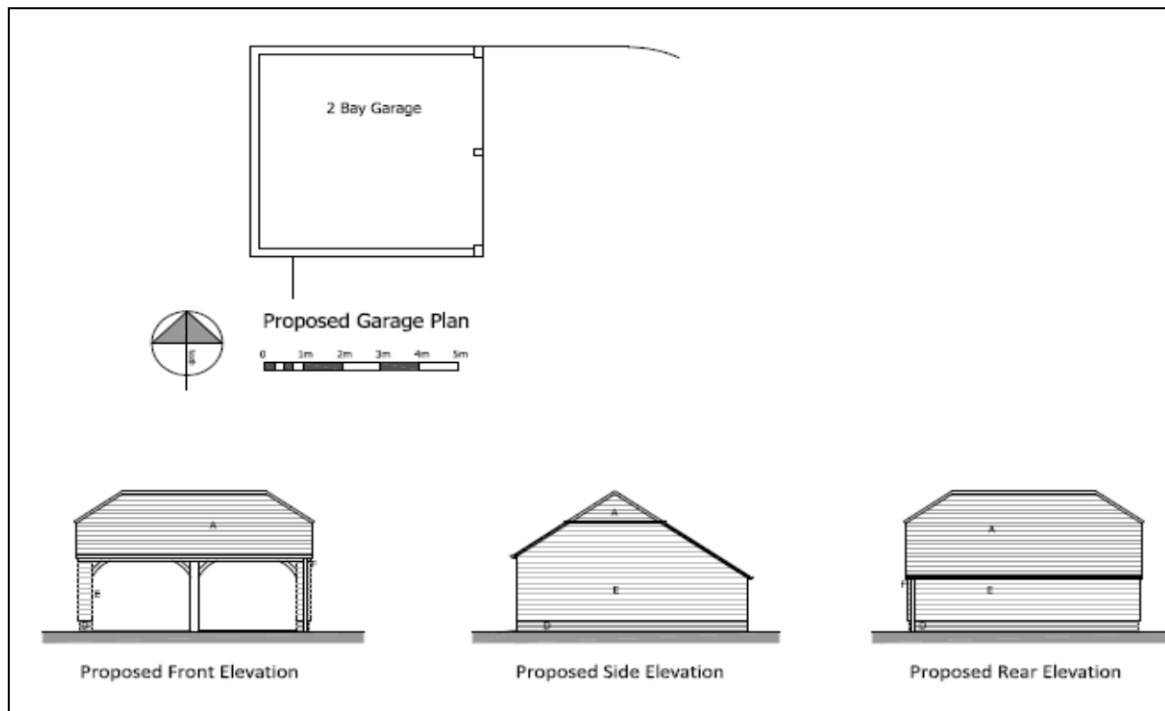 2 Bay Garage
Proposed Garage Plan
0 1m 2m 3m 4m 5m
A
E
F
D
Proposed Front Elevation
A
E
D
Proposed Side Elevation
A
F
E
D
Proposed Rear Elevation